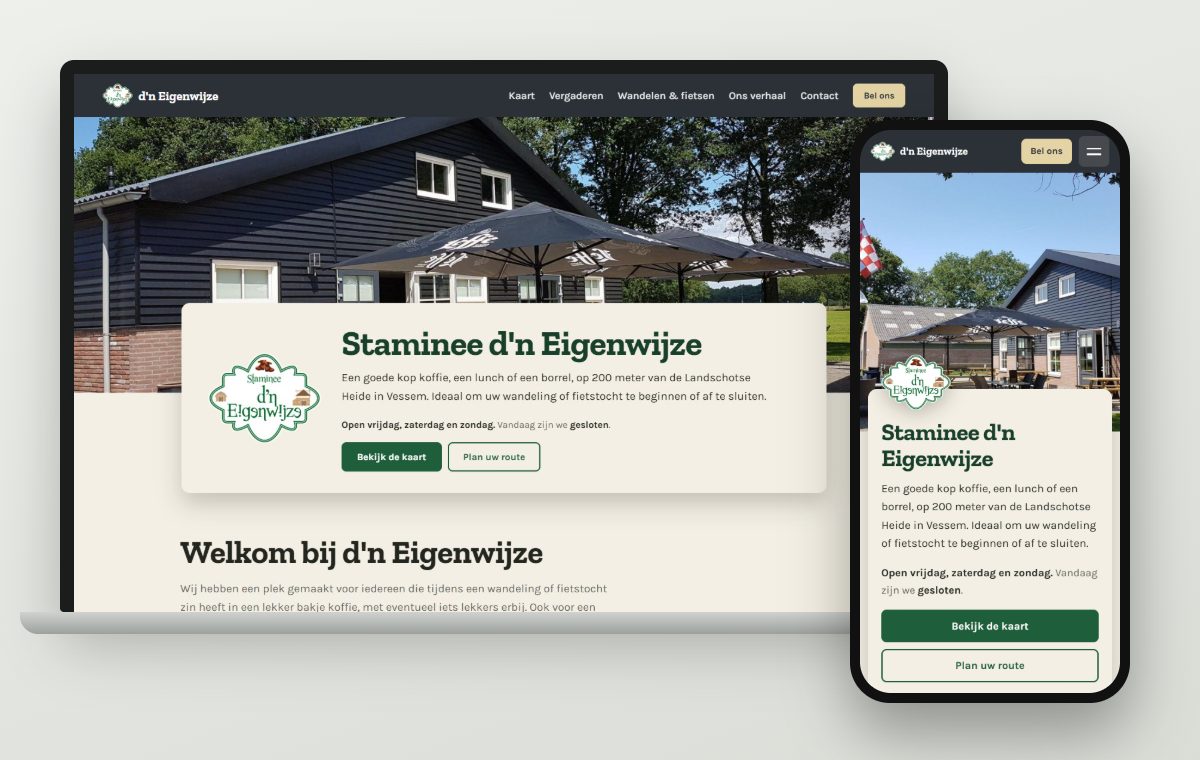 d'n Eigenwijze
Kaart Vergaderen Wandelen & fietsen Ons verhaal Contact Bel ons
Staminee
d'n
E!genw!jze
Staminee d'n Eigenwijze
Een goede kop koffie, een lunch of een borrel, op 200 meter van de Landschotse
Heide in Vessem. Ideaal om uw wandeling of fietstocht te beginnen of af te sluiten.
Open vrijdag, zaterdag en zondag. Vandaag zijn we gesloten.
Bekijk de kaart Plan uw route
Welkom bij d'n Eigenwijze
Wij hebben een plek gemaakt voor iedereen die tijdens een wandeling of fietstocht
zin heeft in een lekker bakje koffie, met eventueel iets lekkers erbij. Ook voor een
d'n Eigenwijze Bel ons
Staminee
d'n
E!genw!jze
Staminee d'n
Eigenwijze
Een goede kop koffie, een lunch of een
borrel, op 200 meter van de Landschotse
Heide in Vessem. Ideaal om uw wandeling
of fietstocht te beginnen of af te sluiten.
Open vrijdag, zaterdag en zondag. Vandaag
zijn we gesloten.
Bekijk de kaart
Plan uw route